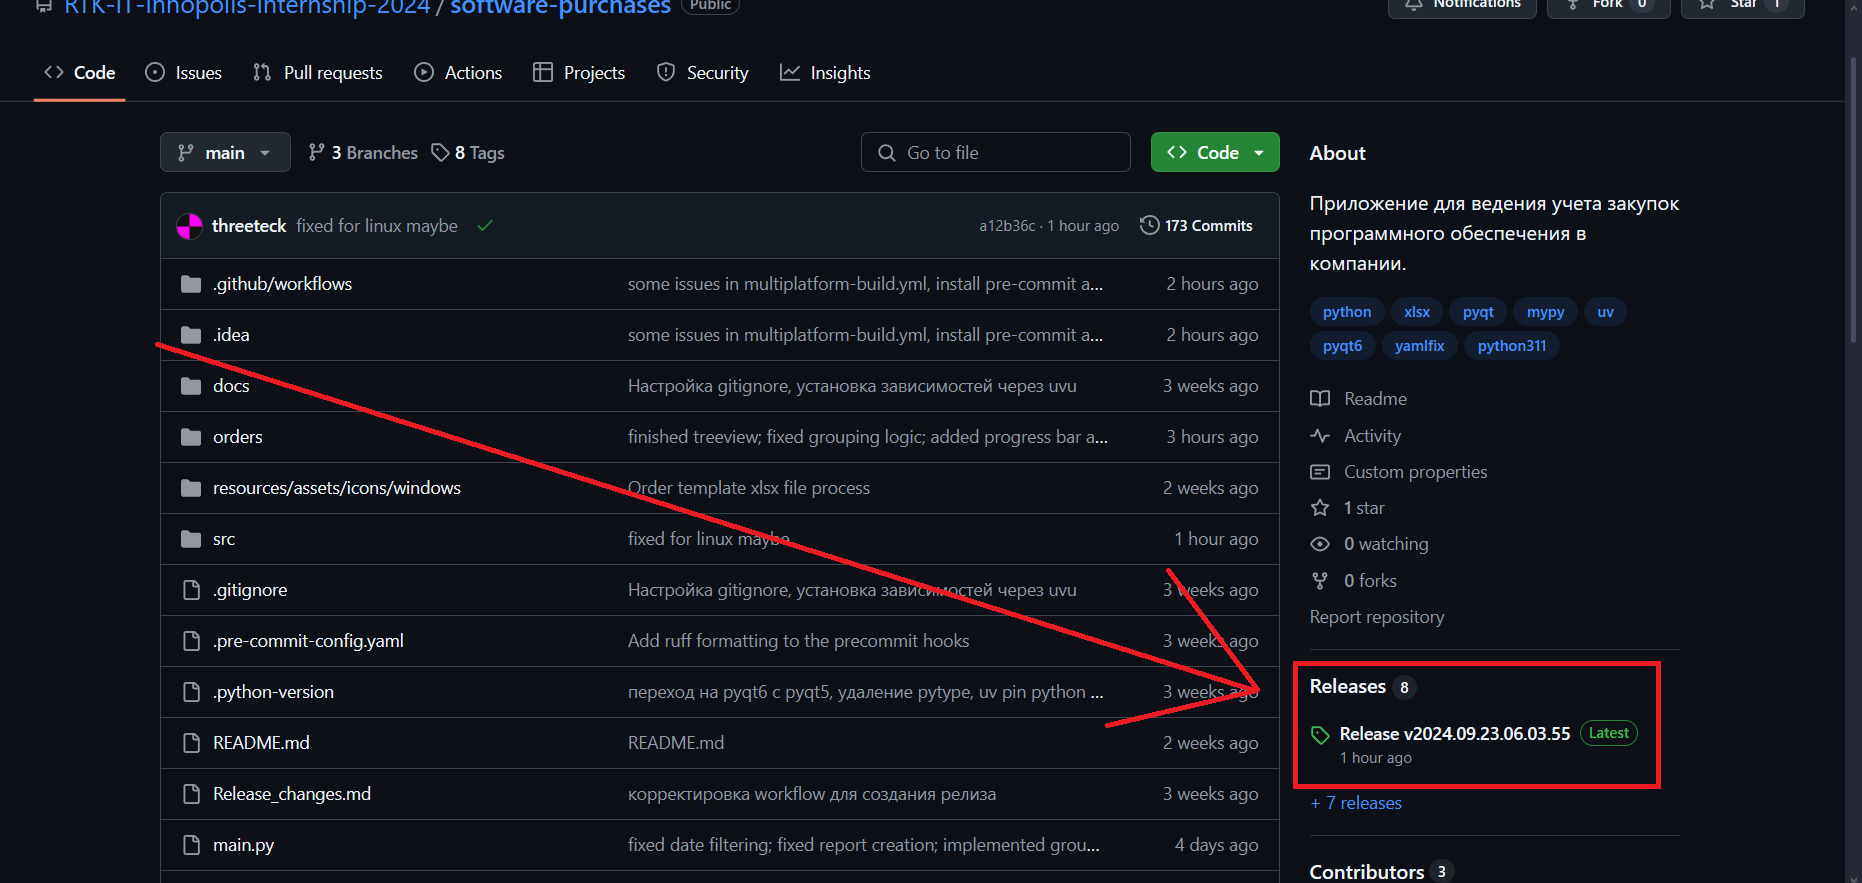 RTK-IT-Innopolis-Internship-2024 / software-purchases Public
Notifications Fork 0 Star 1
Code Issues Pull requests Actions Projects Security Insights
main 3 Branches 8 Tags Go to file Code
threeteck fixed for linux maybe a12b36c · 1 hour ago 173 Commits
.github/workflows some issues in multiplatform-build.yml, install pre-commit a... 2 hours ago
.idea some issues in multiplatform-build.yml, install pre-commit a... 2 hours ago
docs Настройка gitignore, установка зависимостей через uvu 3 weeks ago
orders finished treeview; fixed grouping logic; added progress bar a... 3 hours ago
resources/assets/icons/windows Order template xlsx file process 2 weeks ago
src fixed for linux maybe 1 hour ago
.gitignore Настройка gitignore, установка зависимостей через uvu 3 weeks ago
.pre-commit-config.yaml Add ruff formatting to the precommit hooks 3 weeks ago
.python-version переход на pyqt6 с pyqt5, удаление pytype, uv pin python ... 3 weeks ago
README.md README.md 2 weeks ago
Release_changes.md корректировка workflow для создания релиза 3 weeks ago
main.py fixed date filtering; fixed report creation; implemented grou... 4 days ago
About
Приложение для ведения учета закупок
программного обеспечения в
компании.
python xlsx pyqt mypy uv
pyqt6 yamlfix python311
Readme
Activity
Custom properties
1 star
0 watching
0 forks
Report repository
Releases 8
Release v2024.09.23.06.03.55 Latest
1 hour ago
+ 7 releases
Contributors 3